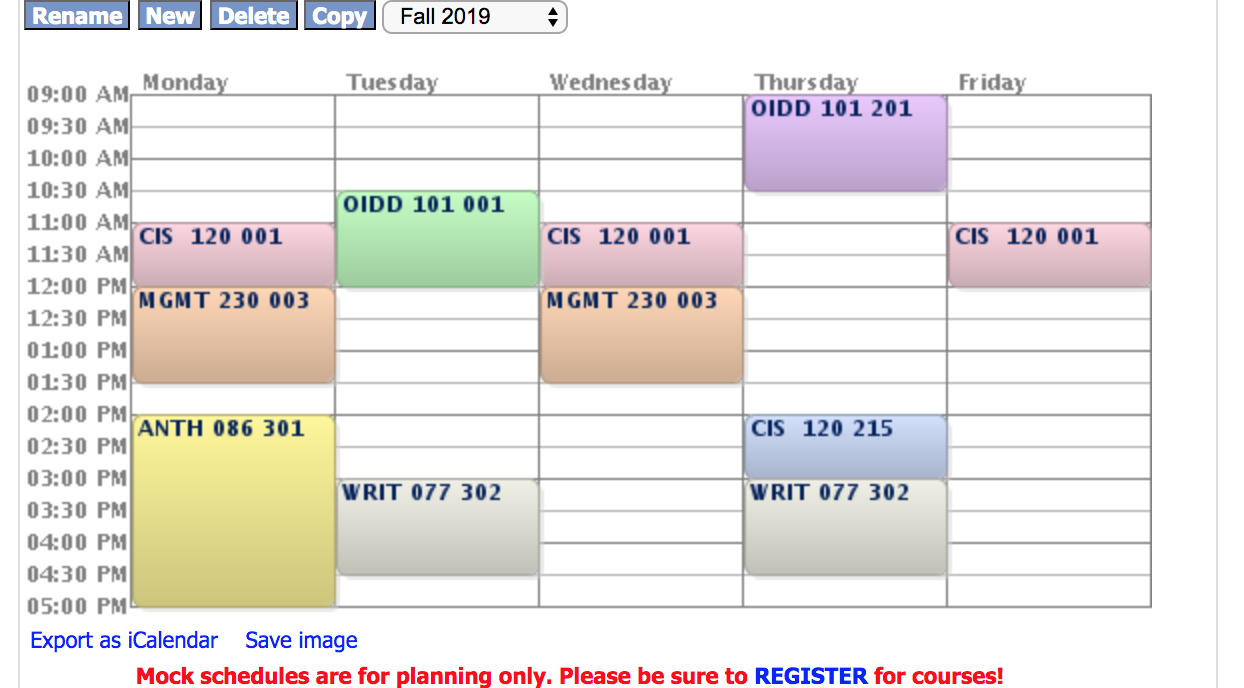 Rename New Delete Copy Fall 2019
Monday Tuesday Wednesday Thursday Friday
09:00 AM OIDD 101 201
09:30 AM
10:00 AM
10:30 AM OIDD 101 001
11:00 AM CIS 120 001 CIS 120 001 CIS 120 001
11:30 AM
12:00 PM MGMT 230 003 MGMT 230 003
12:30 PM
01:00 PM
01:30 PM
02:00 PM ANTH 086 301 CIS 120 215
02:30 PM
03:00 PM WRIT 077 302 WRIT 077 302
03:30 PM
04:00 PM
04:30 PM
05:00 PM
Export as iCalendar Save image
Mock schedules are for planning only. Please be sure to REGISTER for courses!